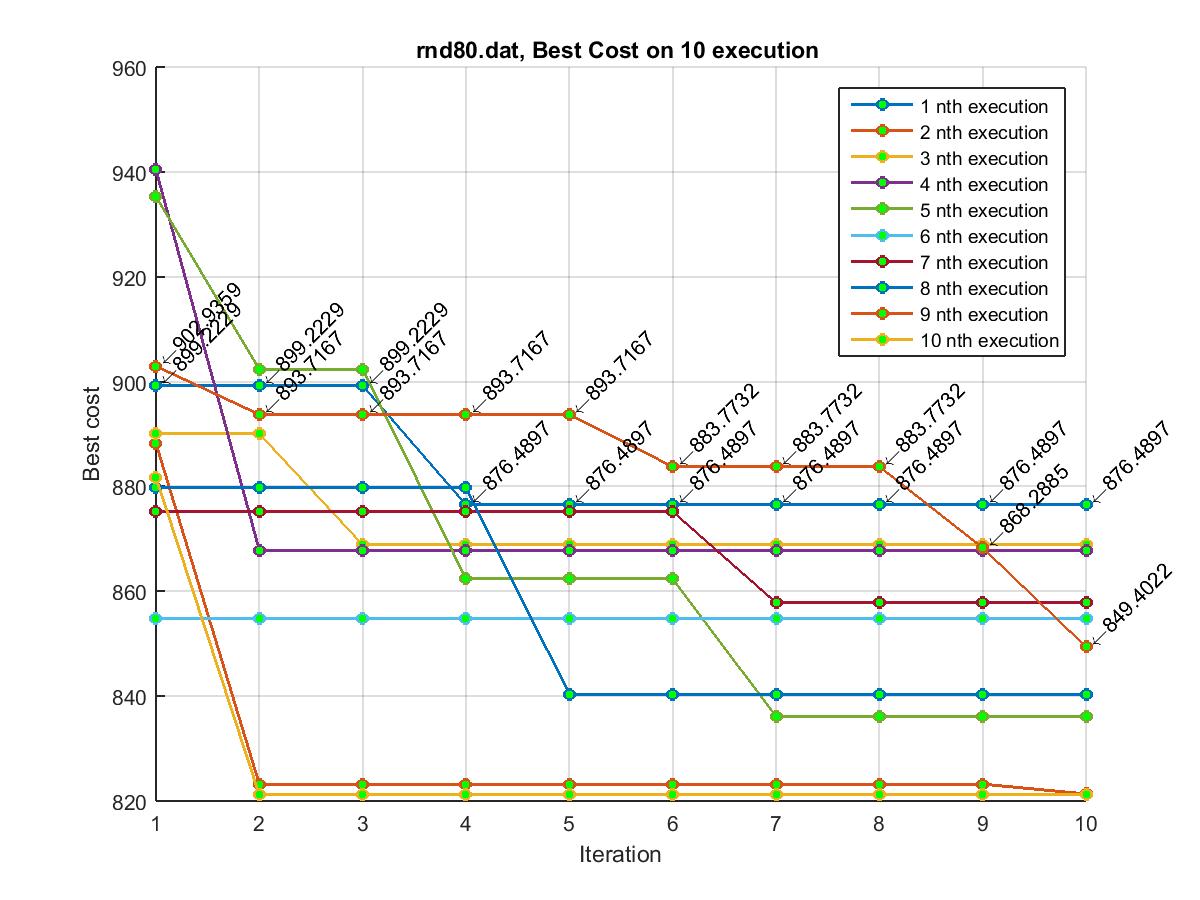 rnd80.dat, Best Cost on 10 execution
960
940
920
900
880
860
840
820
Best cost
1 2 3 4 5 6 7 8 9 10
Iteration
1 nth execution
2 nth execution
3 nth execution
4 nth execution
5 nth execution
6 nth execution
7 nth execution
8 nth execution
9 nth execution
10 nth execution
902.9359
899.2229
899.2229
893.7167
899.2229
893.7167
893.7167
876.4897
893.7167
876.4897
883.7732
876.4897
883.7732
876.4897
883.7732
876.4897
876.4897
868.2885
876.4897
849.4022